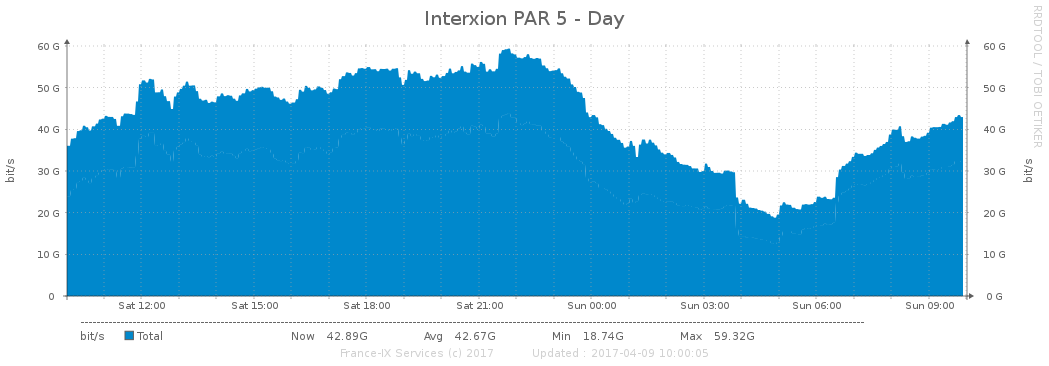 Interxion PAR 5 - Day
RRDTOOL / TOBI OETIKER
60 G 60 G
50 G 50 G
40 G 40 G
30 G 30 G
20 G 20 G
10 G 10 G
0 0 G
bit/s bit/s
Sat 12:00 Sat 15:00 Sat 18:00 Sat 21:00 Sun 00:00 Sun 03:00 Sun 06:00 Sun 09:00
bit/s Total Now 42.89G Avg 42.67G Min 18.74G Max 59.32G
France-IX Services (c) 2017 Updated : 2017-04-09 10:00:05